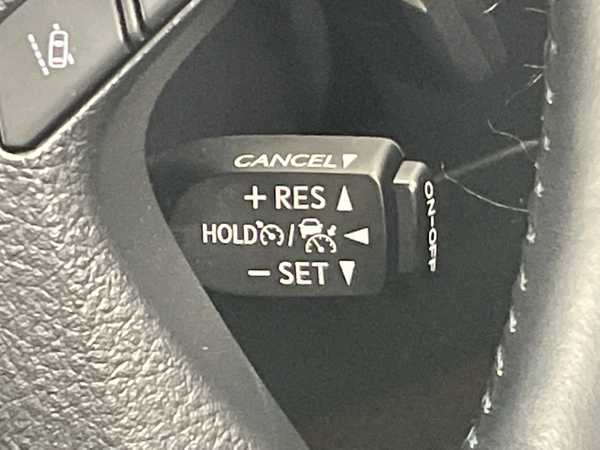 CANCEL
+ RES
HOLD /
- SET
ON-OFF